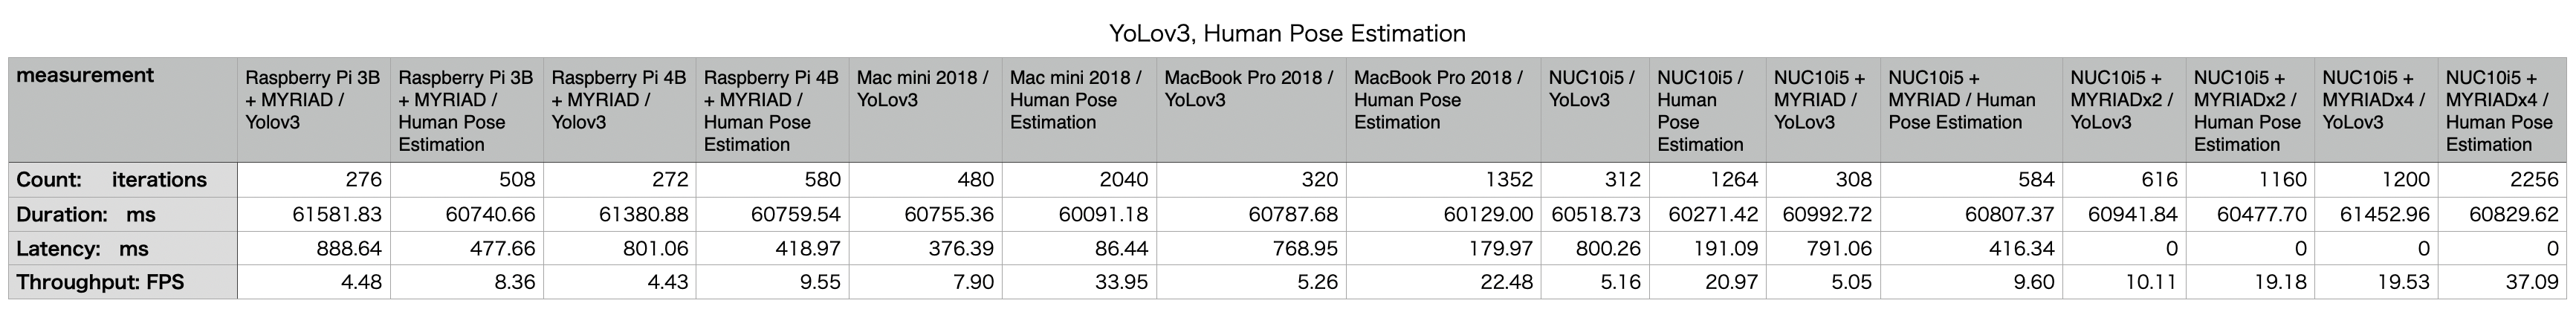 YoLov3, Human Pose Estimation
measurement
Raspberry Pi 3B + MYRIAD / Yolov3
Raspberry Pi 3B + MYRIAD / Human Pose Estimation
Raspberry Pi 4B + MYRIAD / Yolov3
Raspberry Pi 4B + MYRIAD / Human Pose Estimation
Mac mini 2018 / YoLov3
Mac mini 2018 / Human Pose Estimation
MacBook Pro 2018 / YoLov3
MacBook Pro 2018 / Human Pose Estimation
NUC10i5 / YoLov3
NUC10i5 / Human Pose Estimation
NUC10i5 + MYRIAD / YoLov3
NUC10i5 + MYRIAD / Human Pose Estimation
NUC10i5 + MYRIADx2 / YoLov3
NUC10i5 + MYRIADx2 / Human Pose Estimation
NUC10i5 + MYRIADx4 / YoLov3
NUC10i5 + MYRIADx4 / Human Pose Estimation
Count: iterations 276 508 272 580 480 2040 320 1352 312 1264 308 584 616 1160 1200 2256
Duration: ms 61581.83 60740.66 61380.88 60759.54 60755.36 60091.18 60787.68 60129.00 60518.73 60271.42 60992.72 60807.37 60941.84 60477.70 61452.96 60829.62
Latency: ms 888.64 477.66 801.06 418.97 376.39 86.44 768.95 179.97 800.26 191.09 791.06 416.34 0 0 0 0
Throughput: FPS 4.48 8.36 4.43 9.55 7.90 33.95 5.26 22.48 5.16 20.97 5.05 9.60 10.11 19.18 19.53 37.09